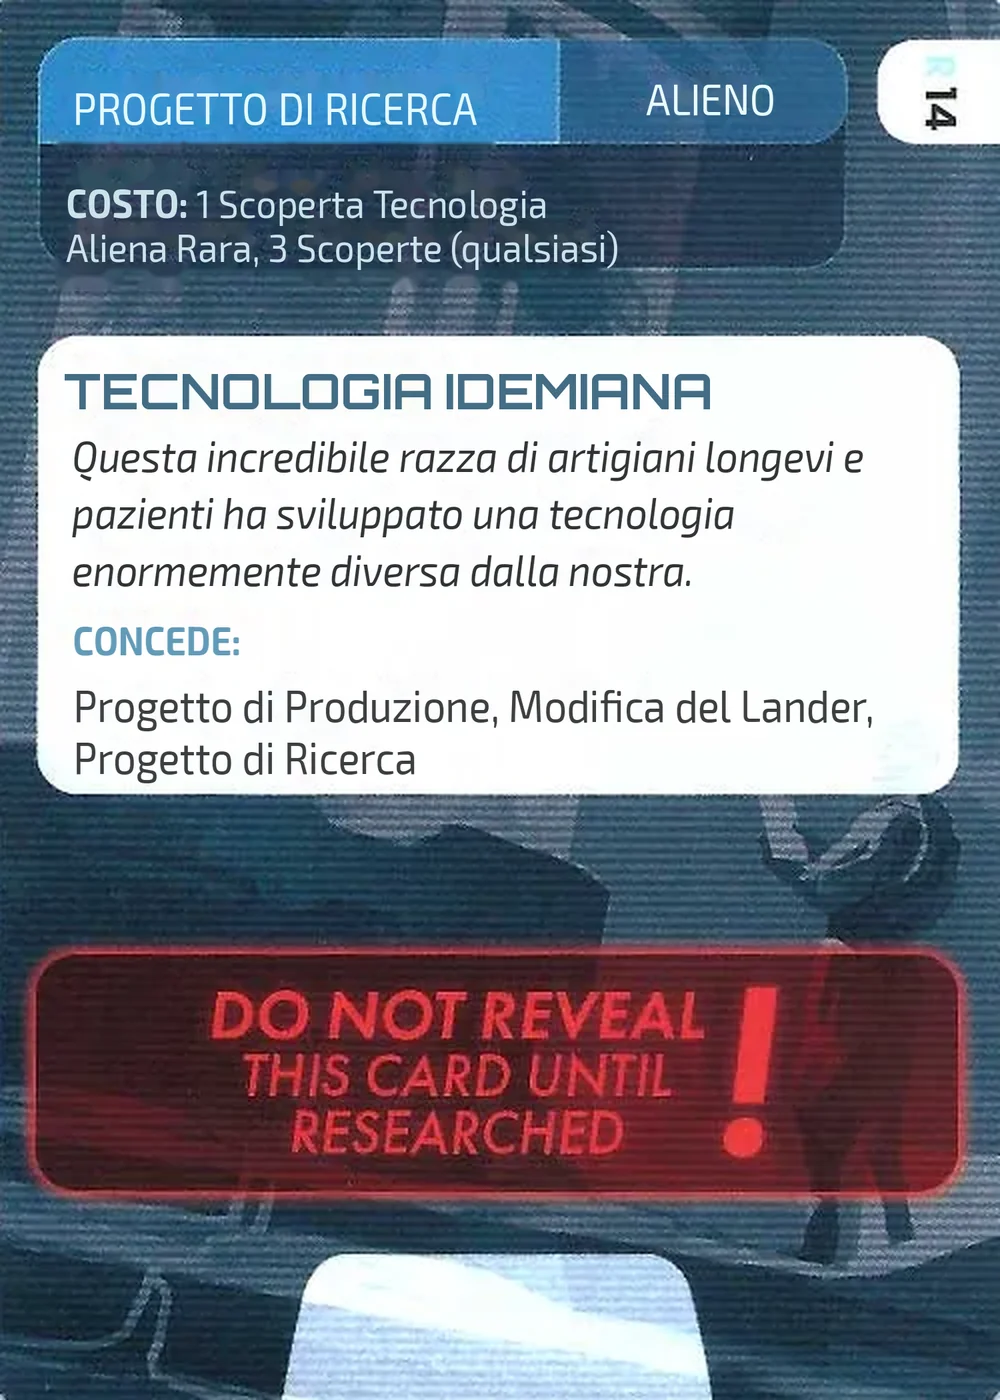 PROGETTO DI RICERCA
ALIENO
R 14
COSTO: 1 Scoperta Tecnologia
Aliena Rara, 3 Scoperte (qualsiasi)
TECNOLOGIA IDEMIANA
Questa incredibile razza di artigiani longevi e
pazienti ha sviluppato una tecnologia
enormemente diversa dalla nostra.
CONCEDE:
Progetto di Produzione, Modifica del Lander,
Progetto di Ricerca
DO NOT REVEAL
THIS CARD UNTIL
RESEARCHED
!